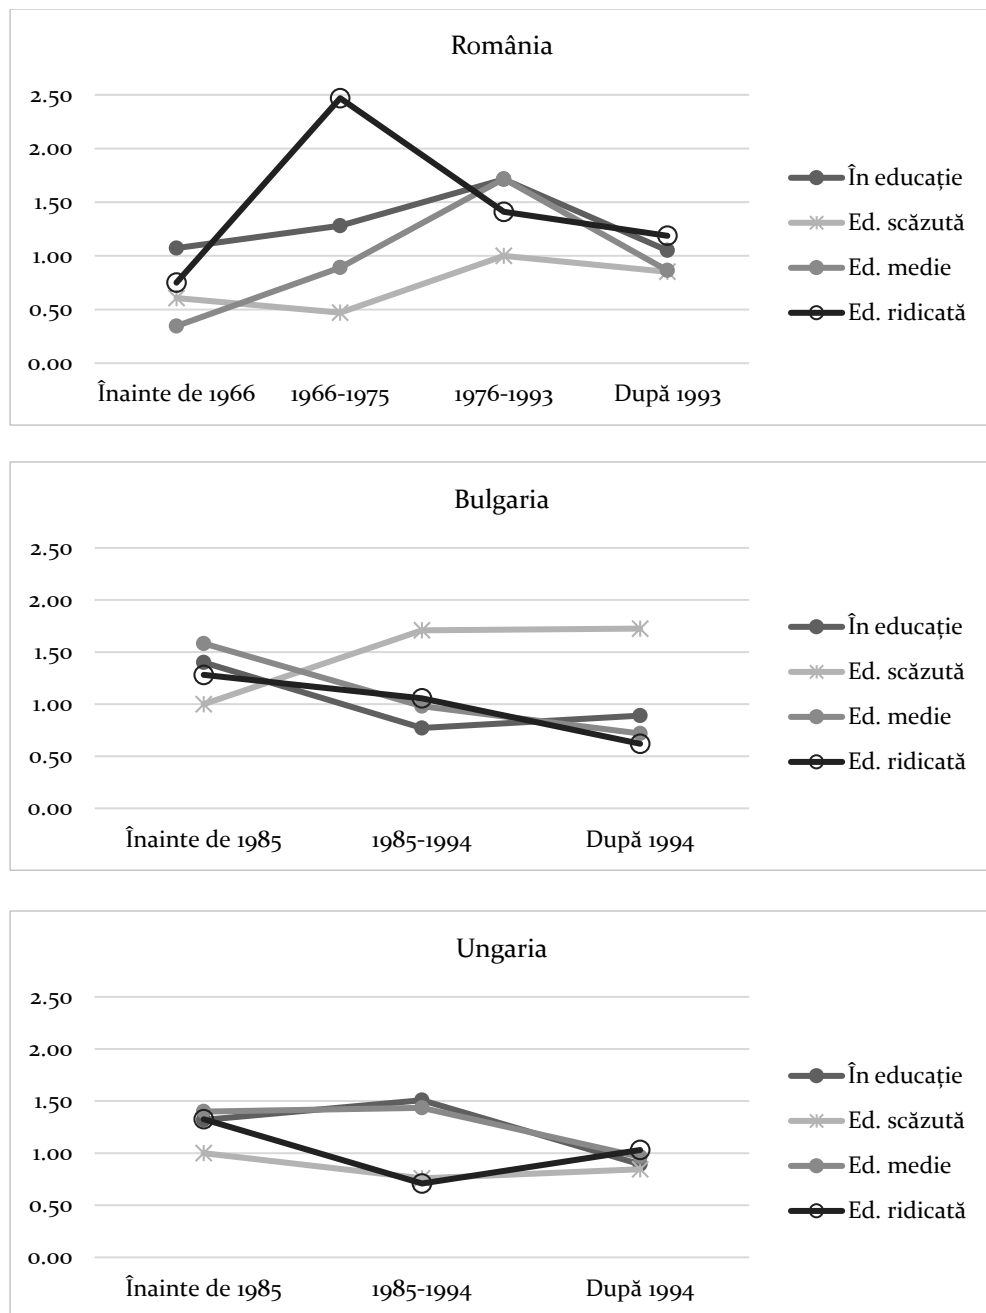 România
2.50
2.00
1.50
1.00
0.50
0.00
Înainte de 1966 1966-1975 1976-1993 După 1993
În educație
Ed. scăzută
Ed. medie
Ed. ridicată
Bulgaria
2.50
2.00
1.50
1.00
0.50
0.00
Înainte de 1985 1985-1994 După 1994
În educație
Ed. scăzută
Ed. medie
Ed. ridicată
Ungaria
2.50
2.00
1.50
1.00
0.50
0.00
Înainte de 1985 1985-1994 După 1994
În educație
Ed. scăzută
Ed. medie
Ed. ridicată